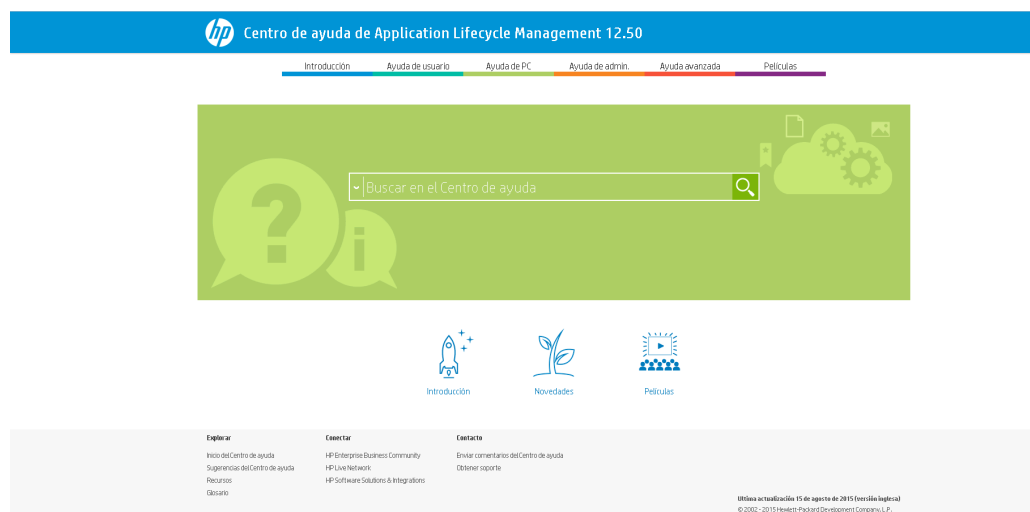 hp
Centro de ayuda de Application Lifecycle Management 12.50
Introducción
Ayuda de usuario
Ayuda de PC
Ayuda de admin.
Ayuda avanzada
Películas
Buscar en el Centro de ayuda
Introducción
Novedades
Películas
Explorar
Inicio del Centro de ayuda
Sugerencias del Centro de ayuda
Recursos
Glosario
Conectar
HP Enterprise Business Community
HP Live Network
HP Software Solutions & Integrations
Contacto
Enviar comentarios del Centro de ayuda
Obtener soporte
Ultima actualización 15 de agosto de 2015 (versión inglesa)
© 2002 - 2015 Hewlett-Packard Development Company, L.P.